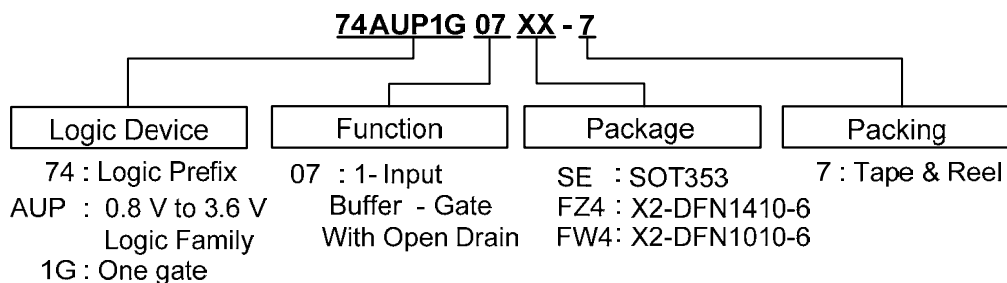 74AUP1G 07 XX - 7
Logic Device
74 : Logic Prefix
AUP : 0.8 V to 3.6 V
Logic Family
1G : One gate
Function
07 : 1- Input
Buffer - Gate
With Open Drain
Package
SE : SOT353
FZ4 : X2-DFN1410-6
FW4: X2-DFN1010-6
Packing
7 : Tape & Reel